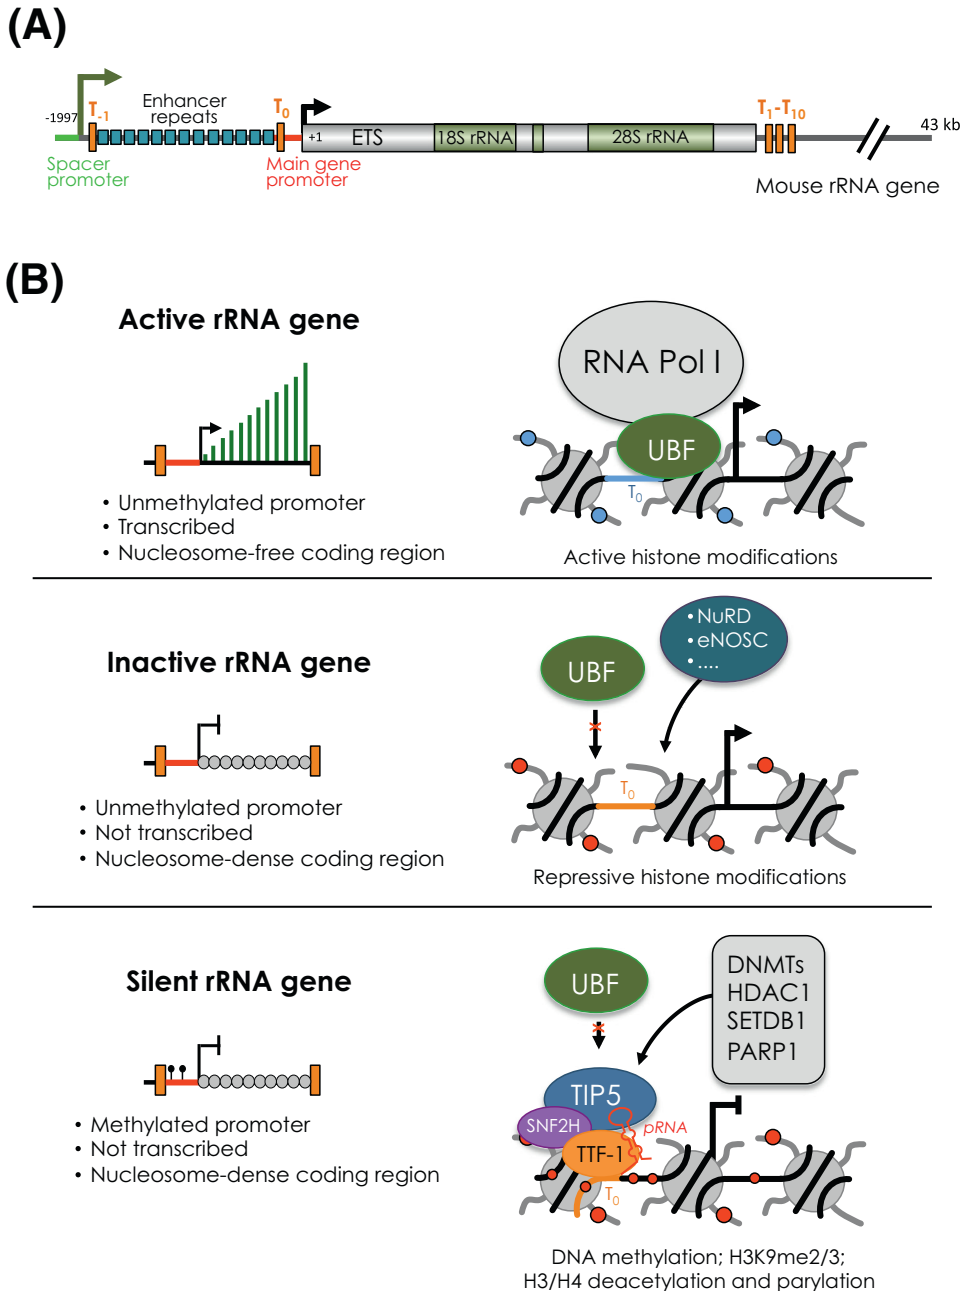 (A)
-1997
T-1
Enhancer
repeats
T0
+1
ETS
18S rRNA
28S rRNA
T1-T10
43 kb
Spacer
promoter
Main gene
promoter
Mouse rRNA gene
(B)
Active rRNA gene
• Unmethylated promoter
• Transcribed
• Nucleosome-free coding region
RNA Pol I
UBF
T0
Active histone modifications
Inactive rRNA gene
• Unmethylated promoter
• Not transcribed
• Nucleosome-dense coding region
UBF
• NuRD
• eNOSC
• ....
T0
Repressive histone modifications
Silent rRNA gene
• Methylated promoter
• Not transcribed
• Nucleosome-dense coding region
UBF
DNMTs
HDAC1
SETDB1
PARP1
TIP5
SNF2H
pRNA
TTF-1
T0
DNA methylation; H3K9me2/3;
H3/H4 deacetylation and parylation